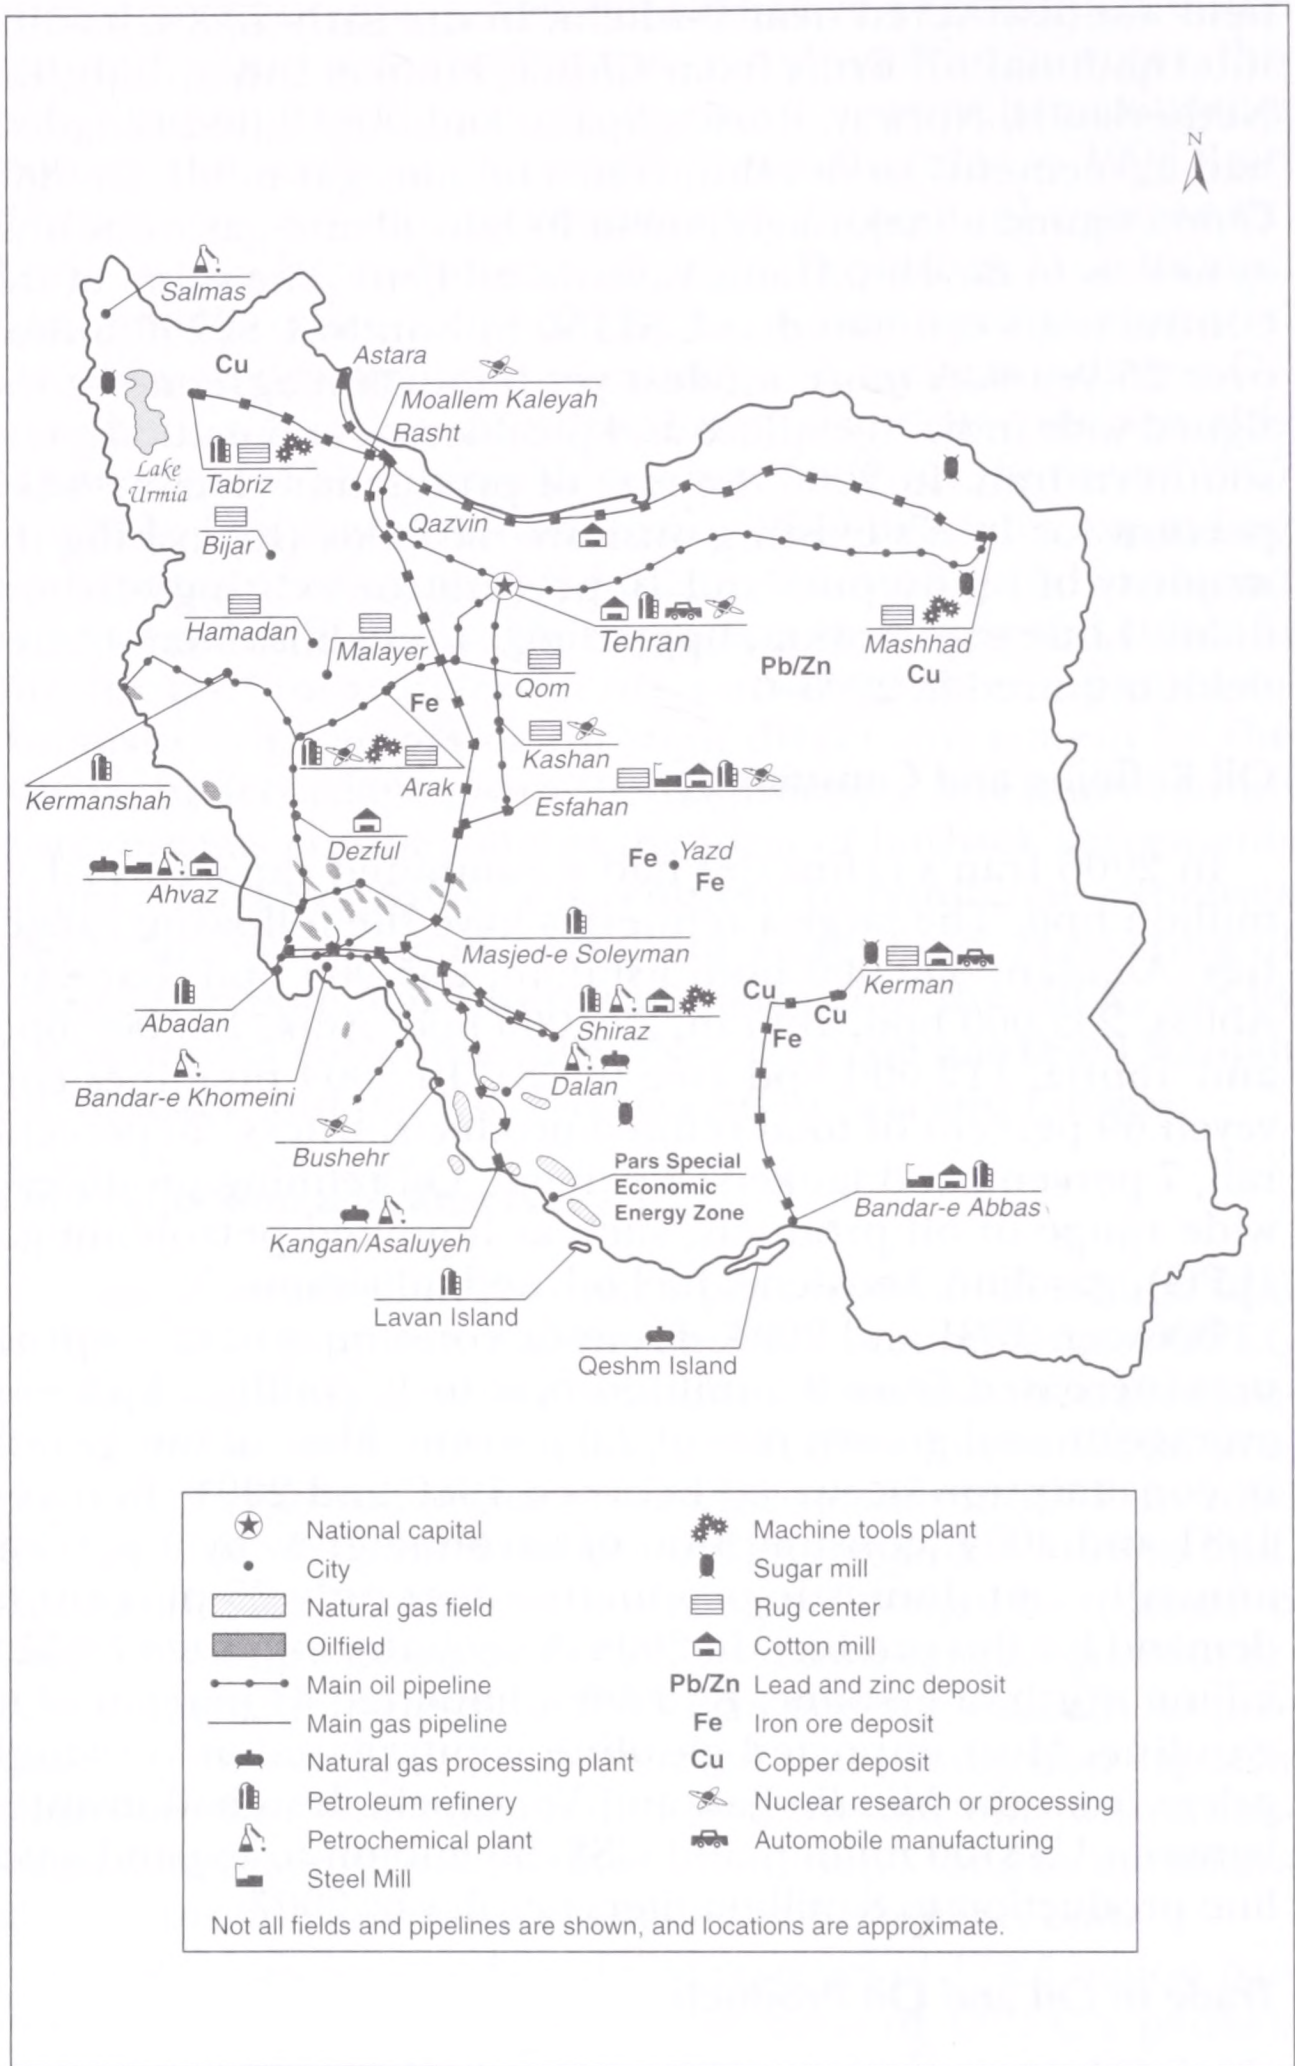 N
Salmas
Cu
Astara
Moallem Kaleyah
Rasht
Lake
Urmia
Tabriz
Qazvin
Bijar
Hamadan
Malayer
Tehran
Mashhad
Pb/Zn
Cu
Qom
Fe
Kashan
Kermanshah
Arak
Esfahan
Dezful
Fe
Yazd
Fe
Ahvaz
Masjed-e Soleyman
Kerman
Cu
Cu
Abadan
Shiraz
Fe
Bandar-e Khomeini
Dalan
Bushehr
Pars Special
Economic
Energy Zone
Bandar-e Abbas
Kangan/Asaluyeh
Lavan Island
Qeshm Island
National capital
City
Natural gas field
Oilfield
Main oil pipeline
Main gas pipeline
Natural gas processing plant
Petroleum refinery
Petrochemical plant
Steel Mill
Machine tools plant
Sugar mill
Rug center
Cotton mill
Pb/Zn Lead and zinc deposit
Fe Iron ore deposit
Cu Copper deposit
Nuclear research or processing
Automobile manufacturing
Not all fields and pipelines are shown, and locations are approximate.